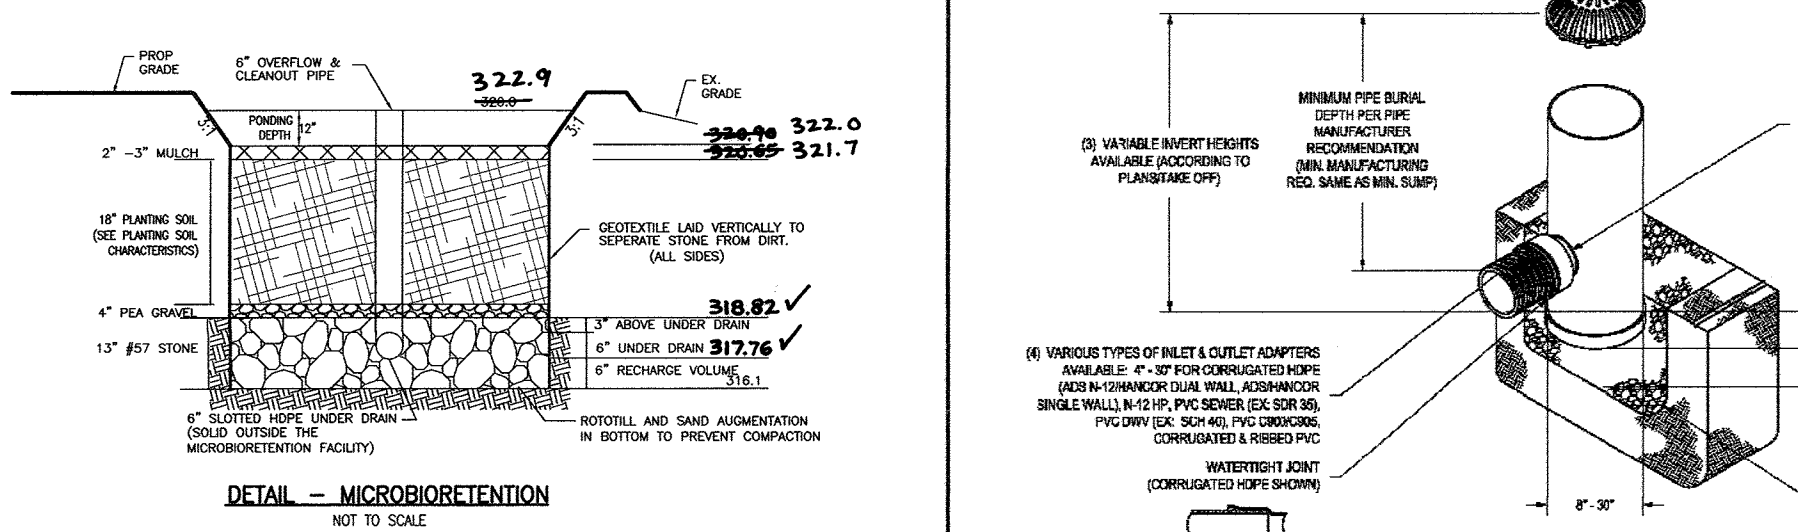 PROP
GRADE
6" OVERFLOW &
CLEANOUT PIPE
322.9
320.0
EX.
GRADE
3:1
PONDING
DEPTH
12"
3:1
320.90 322.0
320.65 321.7
2" -3" MULCH
18" PLANTING SOIL
(SEE PLANTING SOIL
CHARACTERISTICS)
GEOTEXTILE LAID VERTICALLY TO
SEPERATE STONE FROM DIRT.
(ALL SIDES)
4" PEA GRAVEL
318.82 ✓
3" ABOVE UNDER DRAIN
13" #57 STONE
6" UNDER DRAIN 317.76 ✓
6" RECHARGE VOLUME
316.1
6" SLOTTED HDPE UNDER DRAIN
(SOLID OUTSIDE THE
MICROBIORETENTION FACILITY)
ROTOTILL AND SAND AUGMENTATION
IN BOTTOM TO PREVENT COMPACTION
DETAIL - MICROBIORETENTION
NOT TO SCALE
(3) VARIABLE INVERT HEIGHTS
AVAILABLE (ACCORDING TO
PLANS/TAKE OFF)
MINIMUM PIPE BURIAL
DEPTH PER PIPE
MANUFACTURER
RECOMMENDATION
(MIN. MANUFACTURING
REQ. SAME AS MIN. SUMP)
(4) VARIOUS TYPES OF INLET & OUTLET ADAPTERS
AVAILABLE: 4" - 30" FOR CORRUGATED HDPE
(ADS N-12/HANCOR DUAL WALL, ADS/HANCOR
SINGLE WALL), N-12 HP, PVC SEWER (EX: SDR 35),
PVC DWV (EX: SCH 40), PVC C900/C905,
CORRUGATED & RIBBED PVC
WATERTIGHT JOINT
(CORRUGATED HDPE SHOWN)
8" - 30"